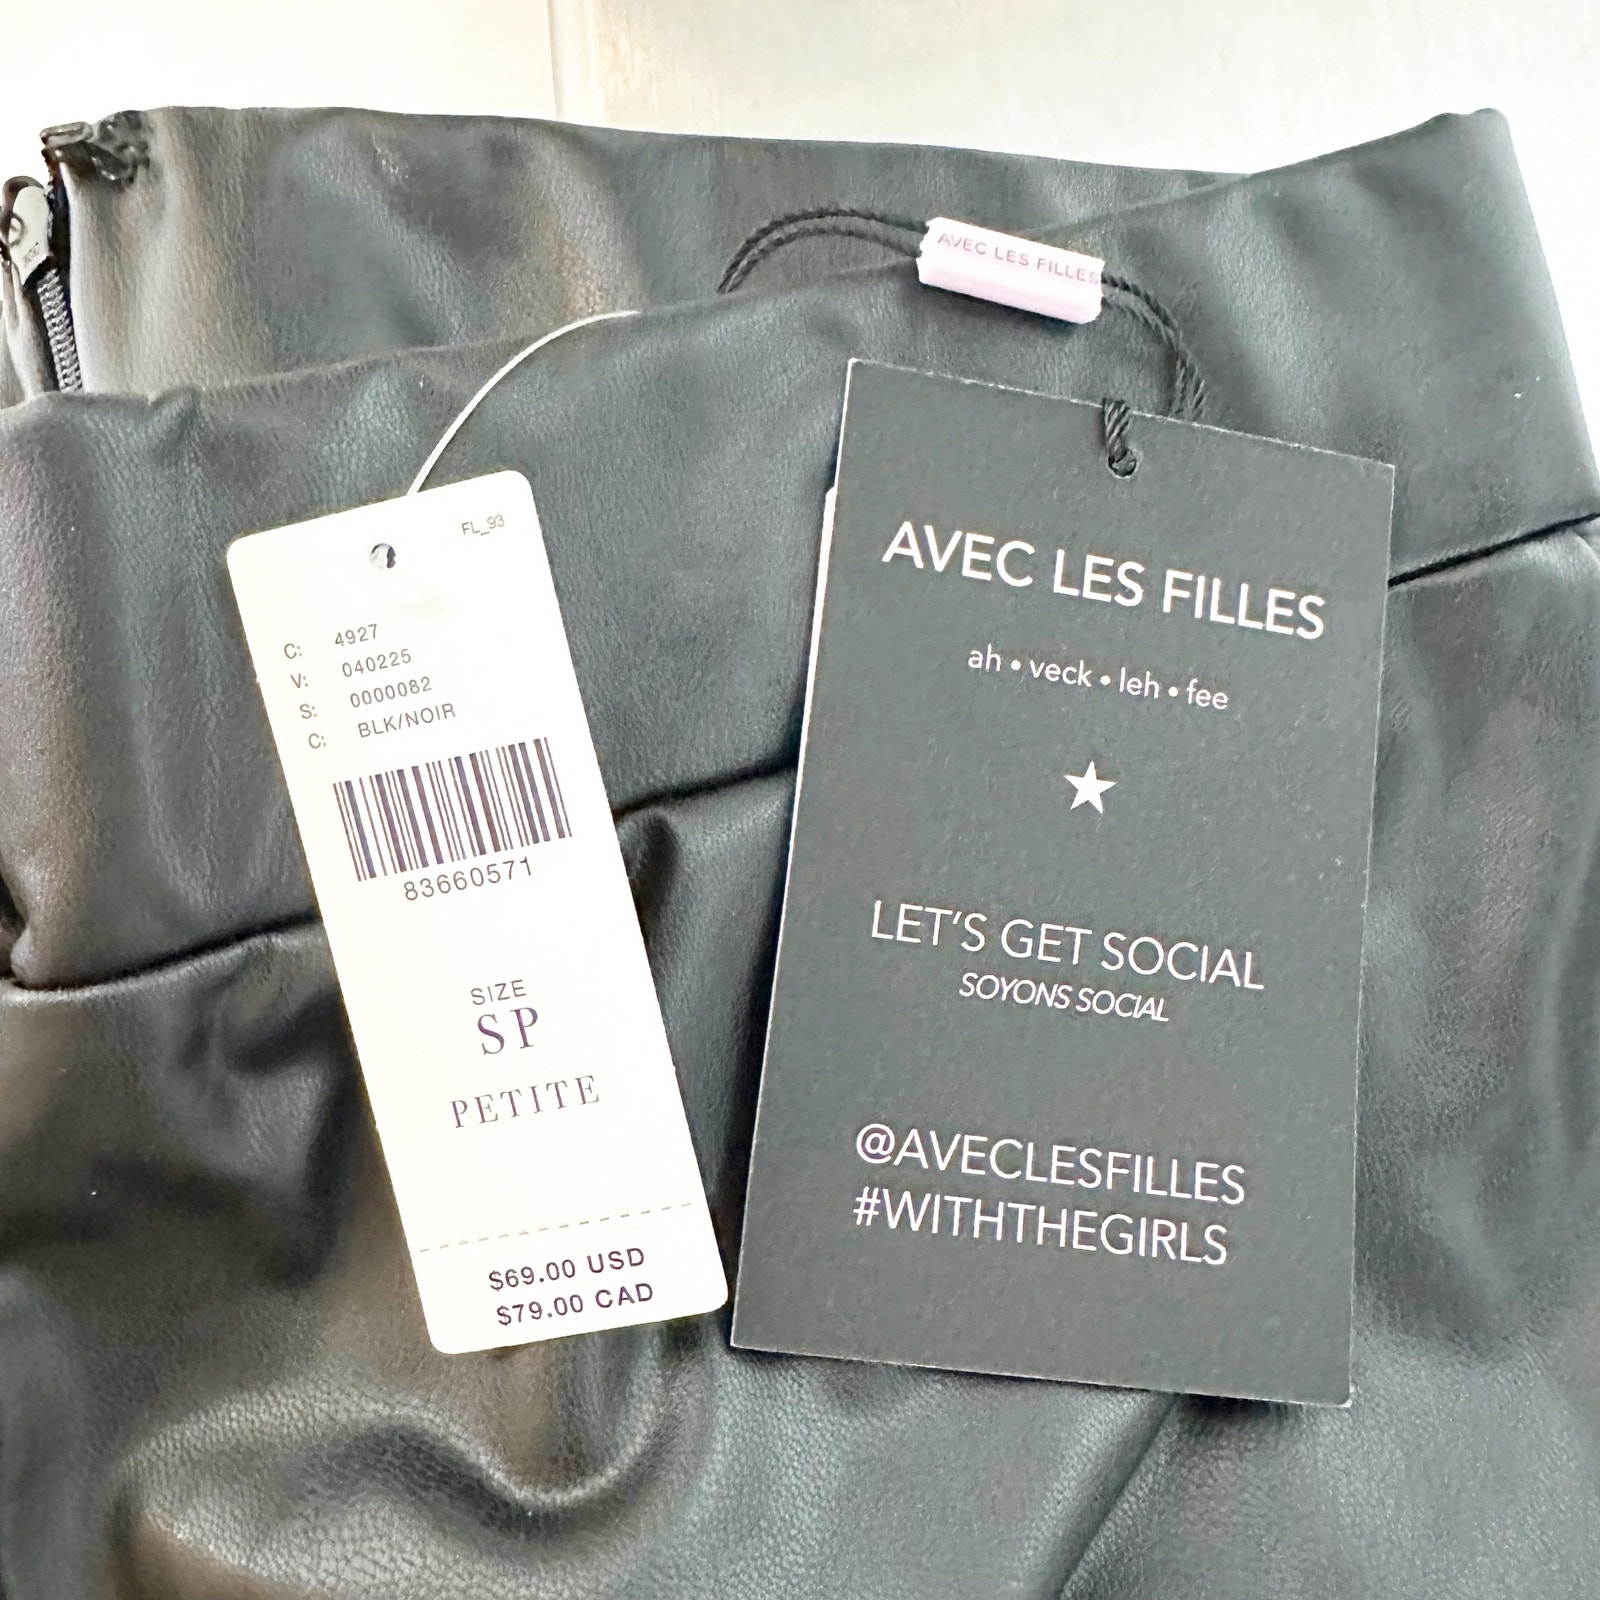 AVEC LES FILLES
FL_93
C: 4927
V: 040225
S: 0000082
C: BLK/NOIR
83660571
SIZE
SP
PETITE
$69.00 USD
$79.00 CAD
AVEC LES FILLES
ah • veck • leh • fee
LET'S GET SOCIAL
SOYONS SOCIAL
@AVECLESFILLES
#WITHTHEGIRLS